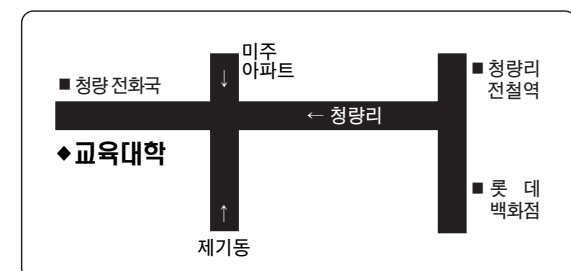 미주
아파트
■ 청량 전화국
↓
■ 청량리
전철역
← 청량리
◆교육대학
■ 롯 데
백화점
↑
제기동